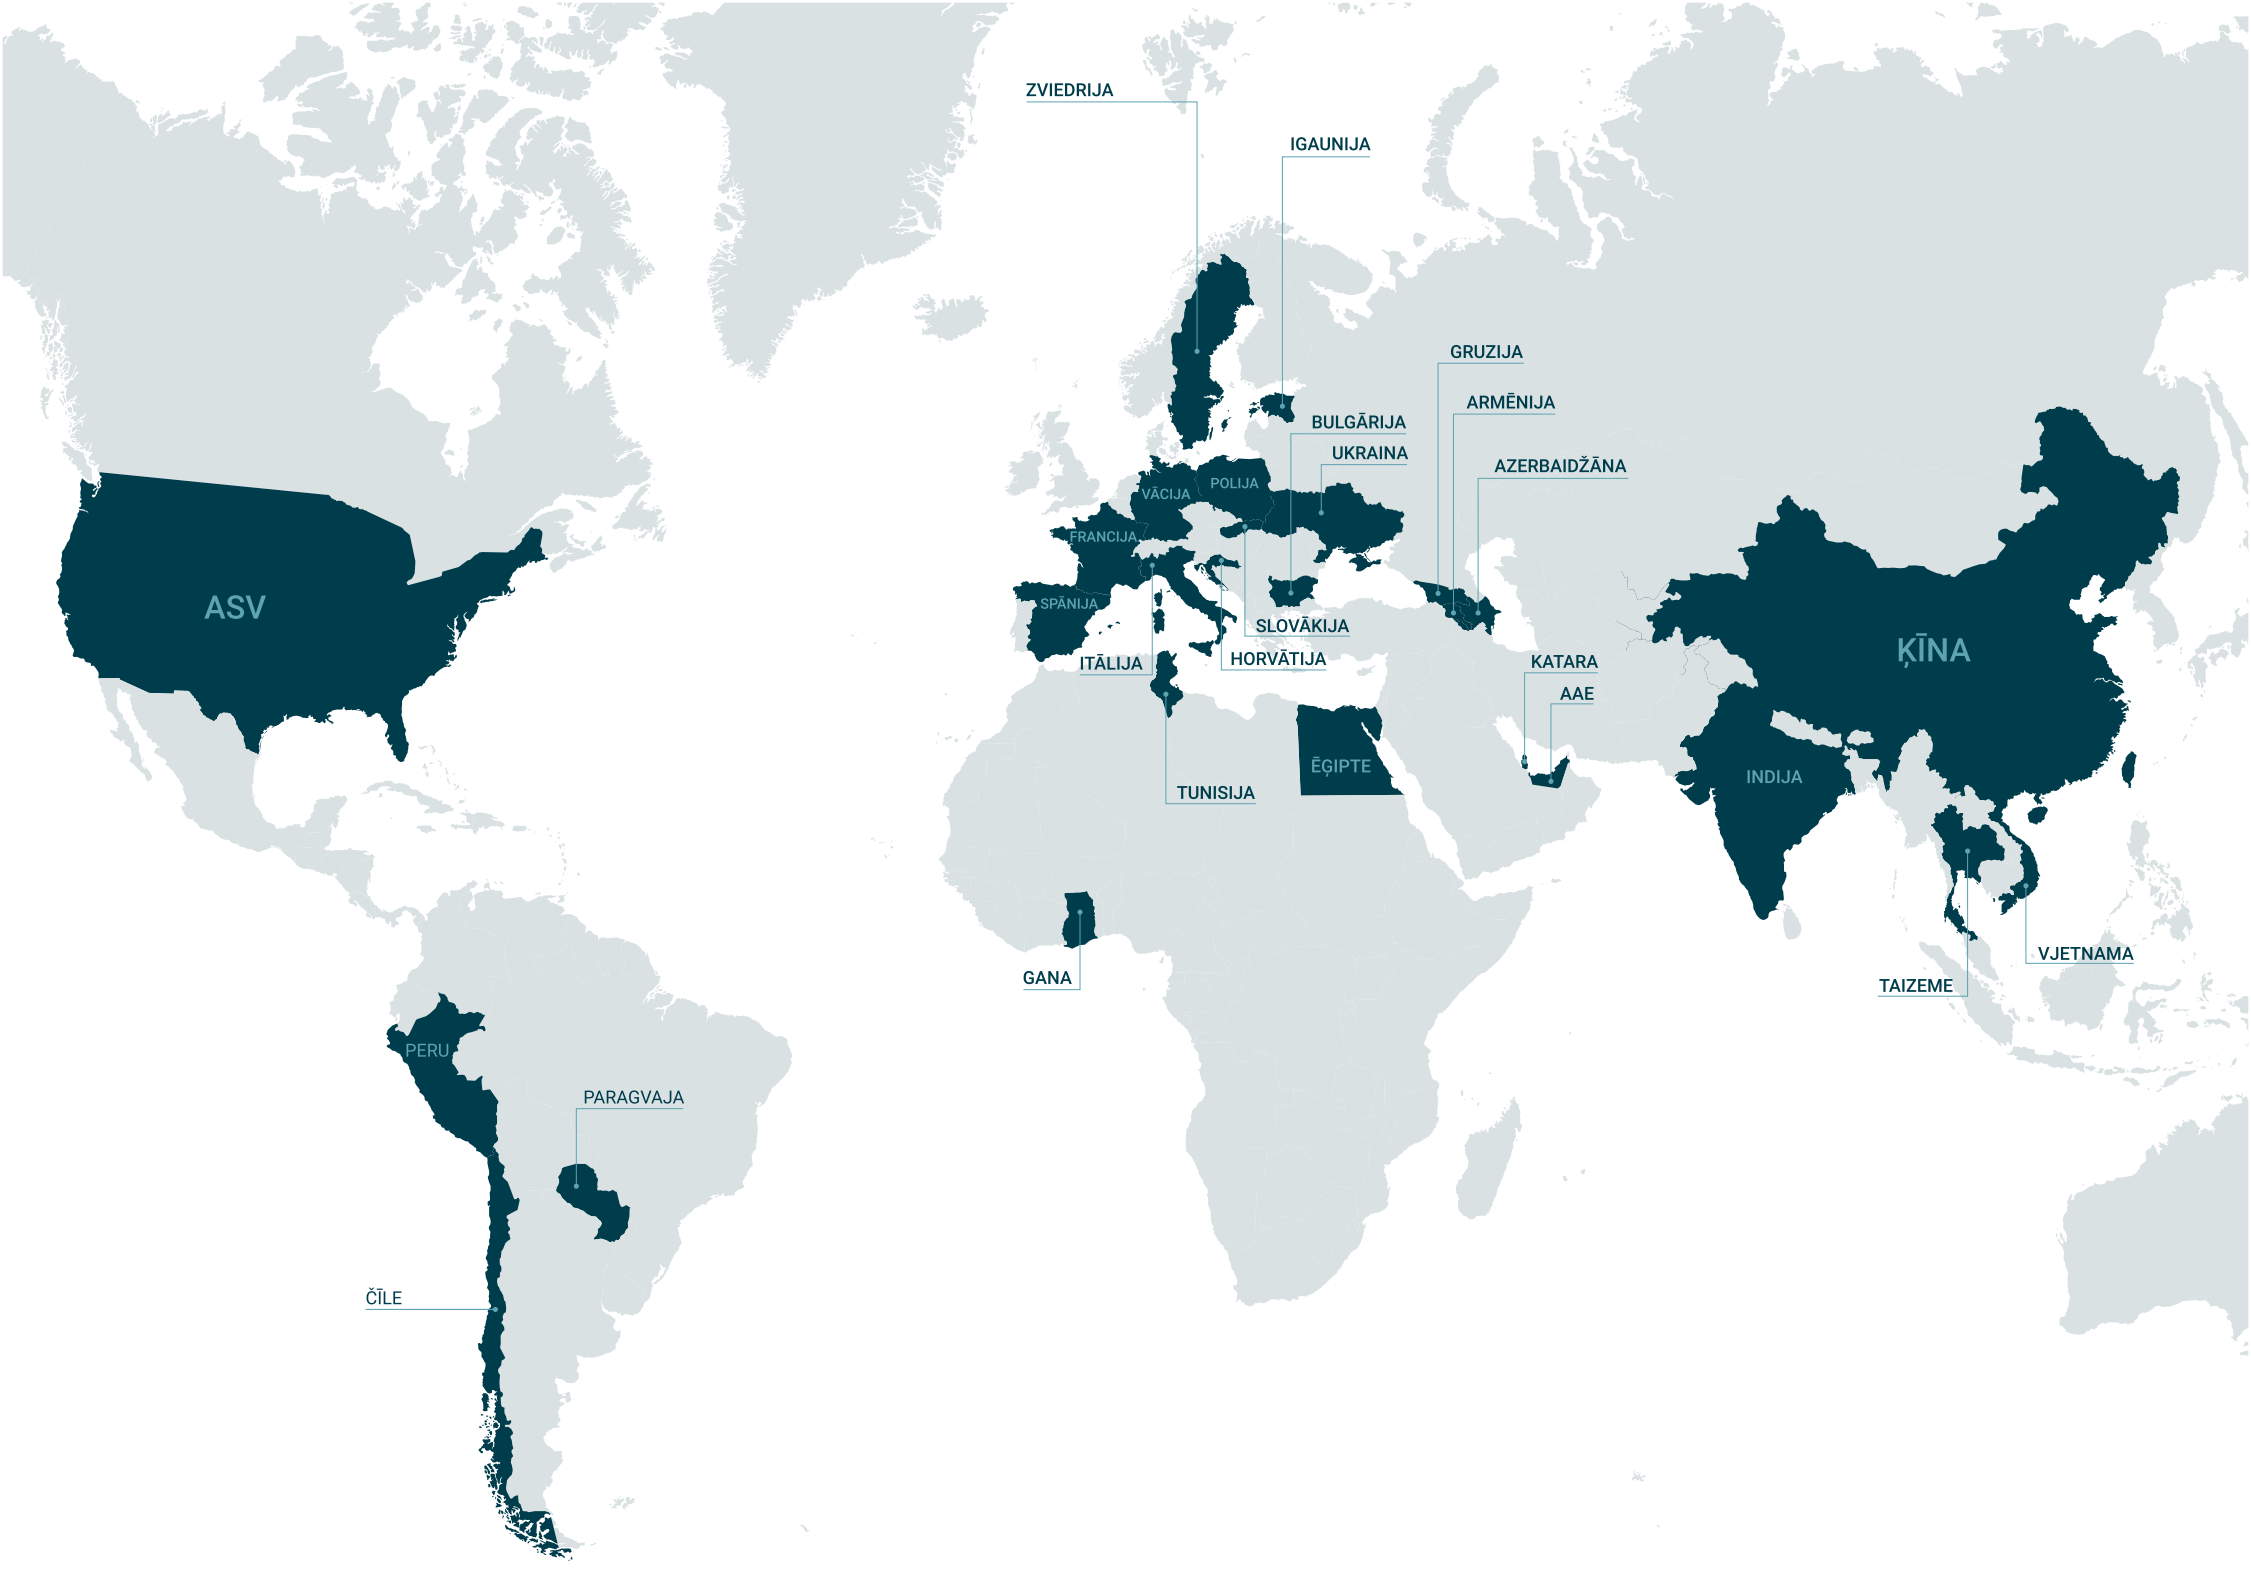 ZVIEDRIJA
IGAUNIJA
GRUZIJA
ARMĒNIJA
BULGĀRIJA
UKRAINA
AZERBAIDŽĀNA
POLIJA
VĀCIJA
FRANCIJA
SPĀNIJA
ASV
SLOVĀKIJA
ĶĪNA
HORVĀTIJA
ITĀLIJA
KATARA
AAE
ĒĢIPTE
INDIJA
TUNISIJA
VJETNAMA
GANA
TAIZEME
PERU
PARAGVAJA
ČĪLE